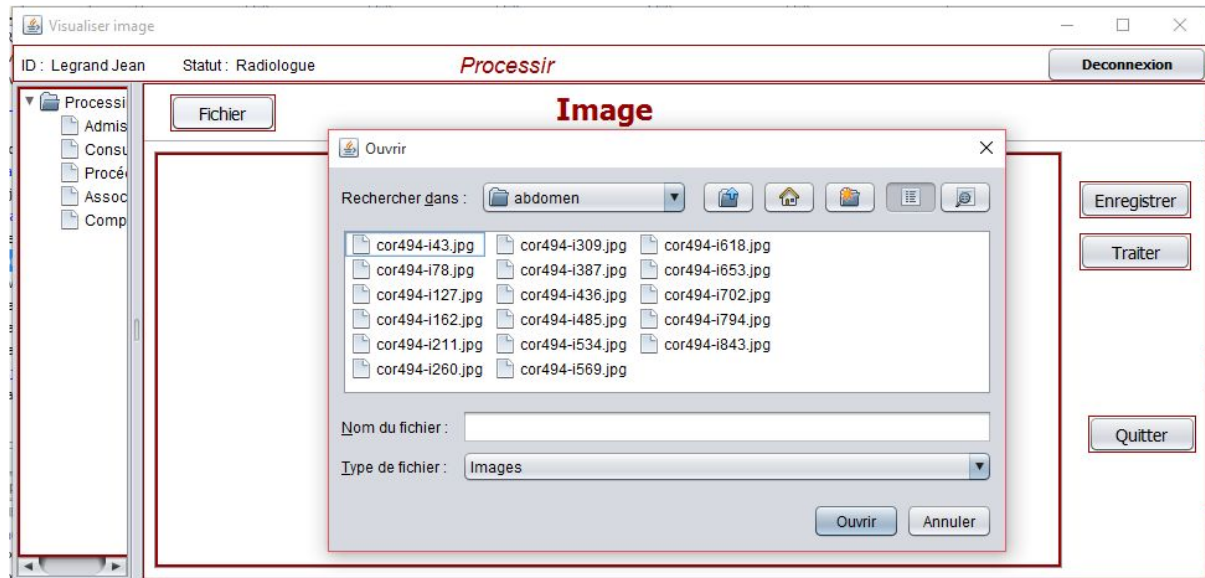 Visualiser image
ID : Legrand Jean Statut : Radiologue Processir Deconnexion
Processi
Admis
Consu
Procé
Assoc
Comp
Fichier Image
Enregistrer
Traiter
Quitter
Ouvrir
Rechercher dans : abdomen
cor494-i43.jpg cor494-i309.jpg cor494-i618.jpg
cor494-i78.jpg cor494-i387.jpg cor494-i653.jpg
cor494-i127.jpg cor494-i436.jpg cor494-i702.jpg
cor494-i162.jpg cor494-i485.jpg cor494-i794.jpg
cor494-i211.jpg cor494-i534.jpg cor494-i843.jpg
cor494-i260.jpg cor494-i569.jpg
Nom du fichier :
Type de fichier : Images
Ouvrir Annuler